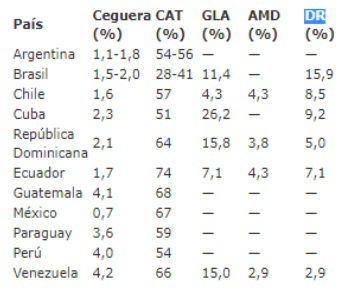 País Ceguera (%) CAT (%) GLA (%) AMD (%) DR (%)
Argentina 1,1-1,8 54-56 — — —
Brasil 1,5-2,0 28-41 11,4 — 15,9
Chile 1,6 57 4,3 4,3 8,5
Cuba 2,3 51 26,2 — 9,2
República Dominicana 2,1 64 15,8 3,8 5,0
Ecuador 1,7 74 7,1 4,3 7,1
Guatemala 4,1 68 — — —
México 0,7 67 — — —
Paraguay 3,6 59 — — —
Perú 4,0 54 — — —
Venezuela 4,2 66 15,0 2,9 2,9